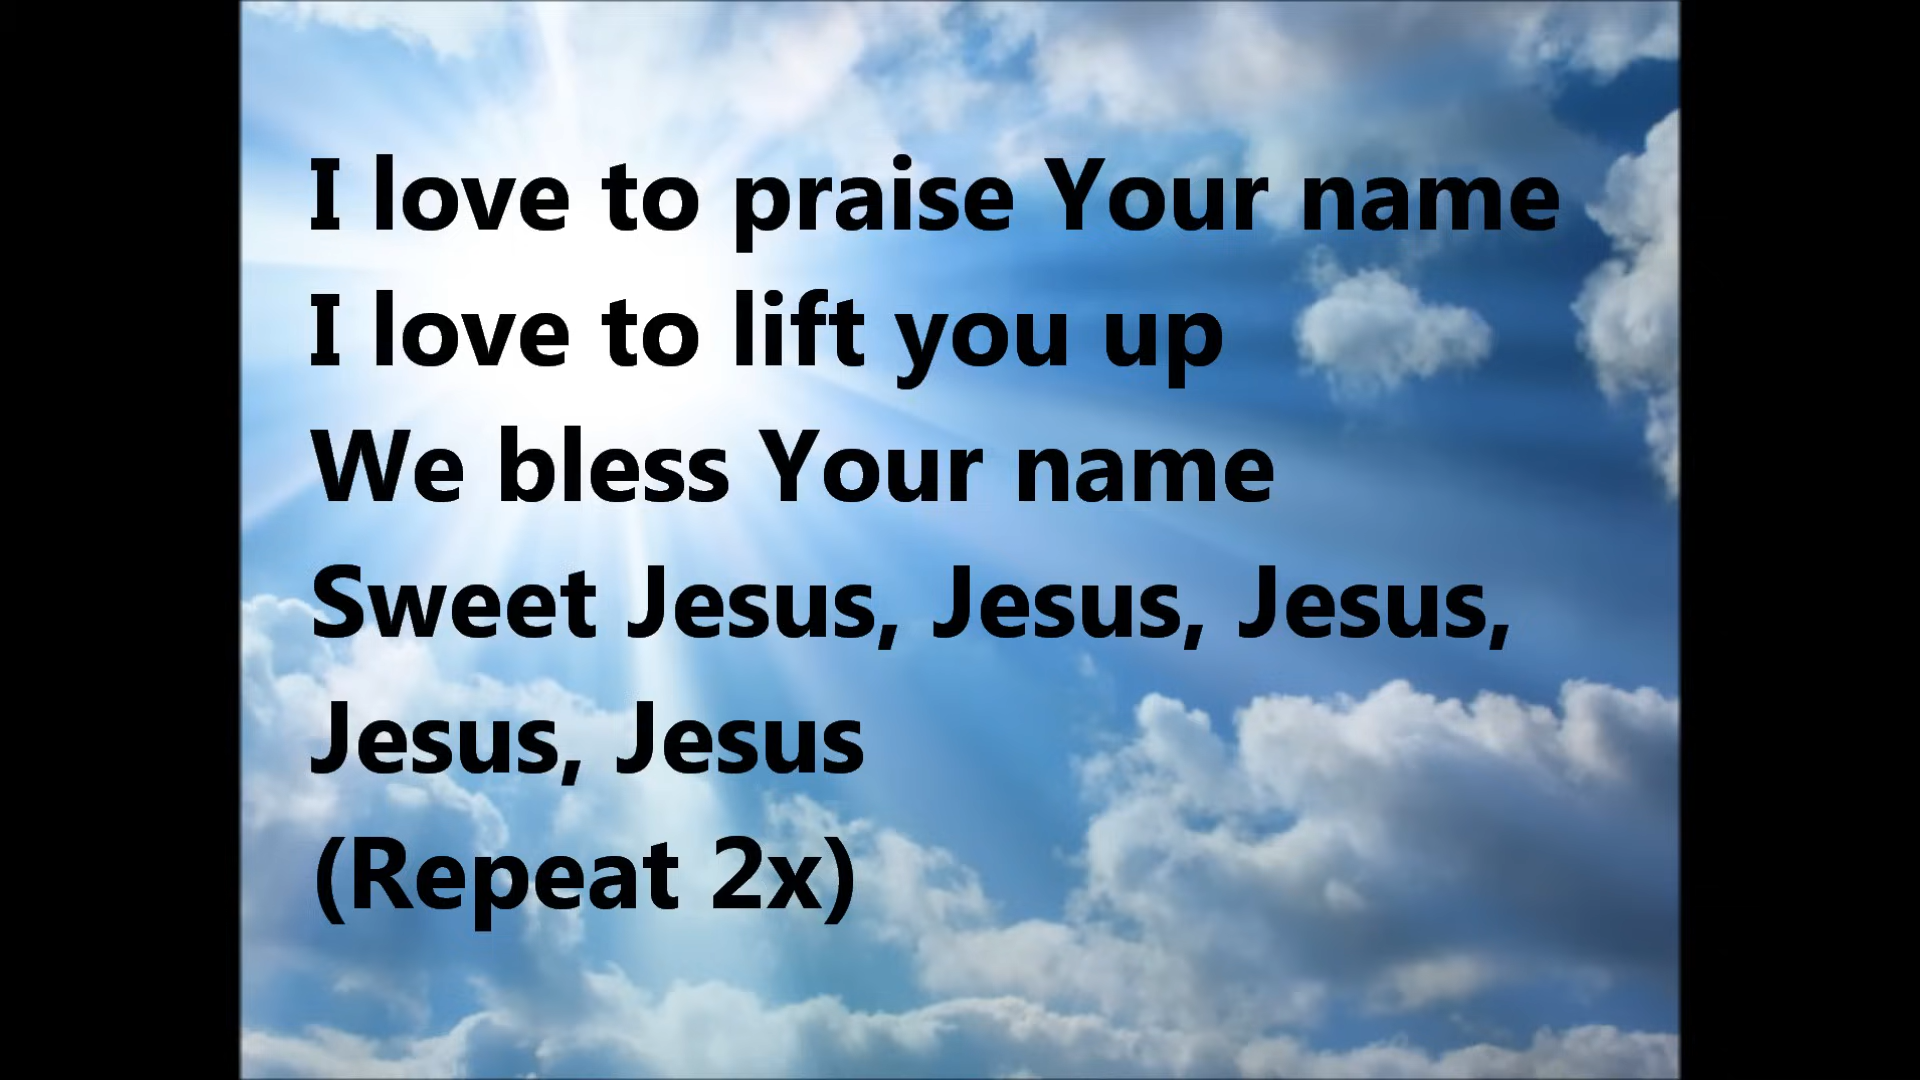 I love to praise Your name
I love to lift you up
We bless Your name
Sweet Jesus, Jesus, Jesus,
Jesus, Jesus
(Repeat 2x)